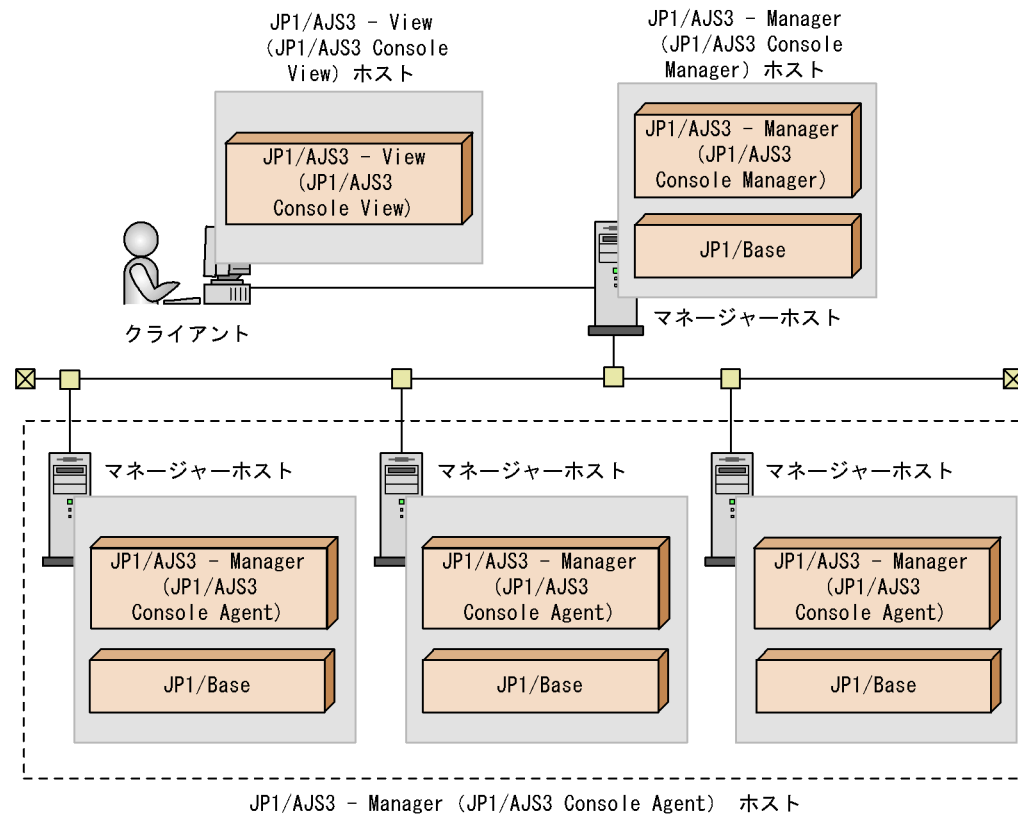 JP1/AJS3 - View
(JP1/AJS3 Console
View) ホスト
JP1/AJS3 - Manager
(JP1/AJS3 Console
Manager) ホスト
JP1/AJS3 - View
(JP1/AJS3
Console View)
JP1/AJS3 - Manager
(JP1/AJS3
Console Manager)
JP1/Base
クライアント
マネージャーホスト
マネージャーホスト
JP1/AJS3 - Manager
(JP1/AJS3
Console Agent)
JP1/Base
マネージャーホスト
JP1/AJS3 - Manager
(JP1/AJS3
Console Agent)
JP1/Base
マネージャーホスト
JP1/AJS3 - Manager
(JP1/AJS3
Console Agent)
JP1/Base
JP1/AJS3 - Manager (JP1/AJS3 Console Agent) ホスト